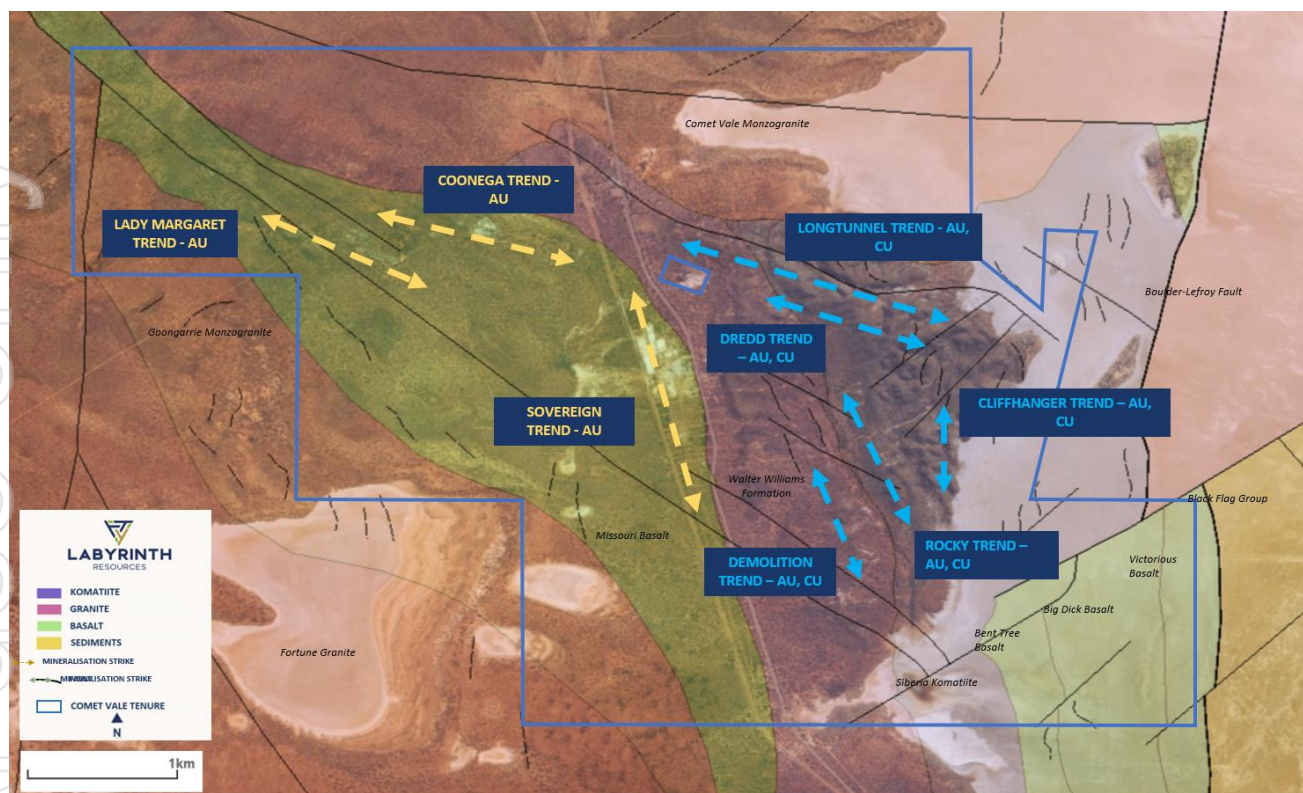 Comet Vale Monzogranite
COONEGA TREND -
AU
LADY MARGARET
TREND - AU
LONGTUNNEL TREND - AU,
CU
Boulder-Lefroy Fault
Goongarrie Monzogranite
DREDD TREND
– AU, CU
CLIFFHANGER TREND – AU,
CU
SOVEREIGN
TREND - AU
Walter Williams
Formation
Black Flag Group
Missouri Basalt
ROCKY TREND –
AU, CU
DEMOLITION
TREND – AU, CU
Victorious
Basalt
Big Dick Basalt
Bent Tree
Basalt
Fortune Granite
Siberia Komatiite
LABYRINTH
RESOURCES
KOMATIITE
GRANITE
BASALT
SEDIMENTS
MINERALISATION STRIKE
MINERALISATION STRIKE
COMET VALE TENURE
N
1km